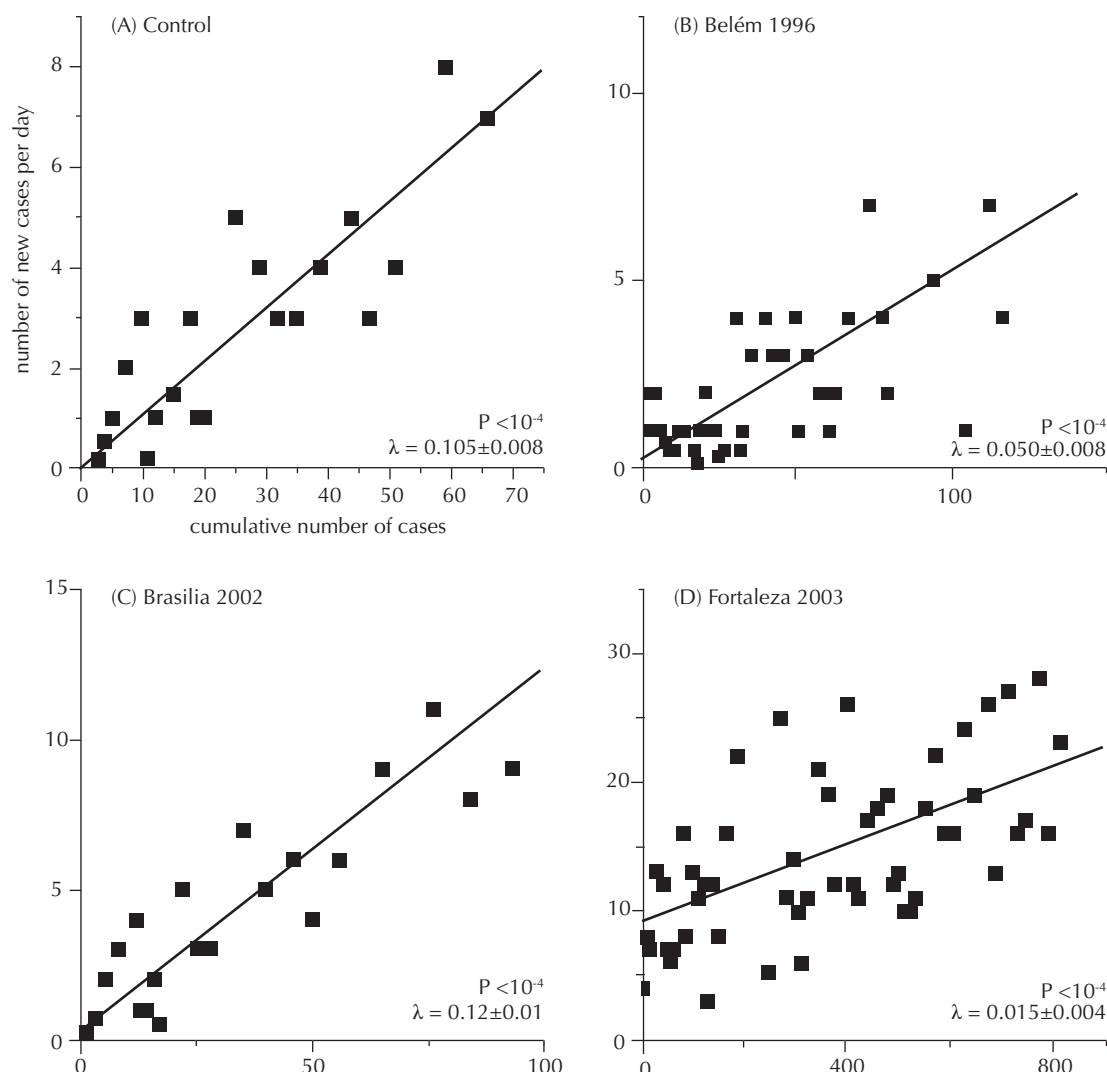 (A) Control
8
6
4
2
0
number of new cases per day
P <10-4
λ = 0.105±0.008
0 10 20 30 40 50 60 70
cumulative number of cases
(B) Belém 1996
10
5
0
P <10-4
λ = 0.050±0.008
0 100
(C) Brasilia 2002
15
10
5
0
P <10-4
λ = 0.12±0.01
0 50 100
(D) Fortaleza 2003
30
20
10
0
P <10-4
λ = 0.015±0.004
0 400 800